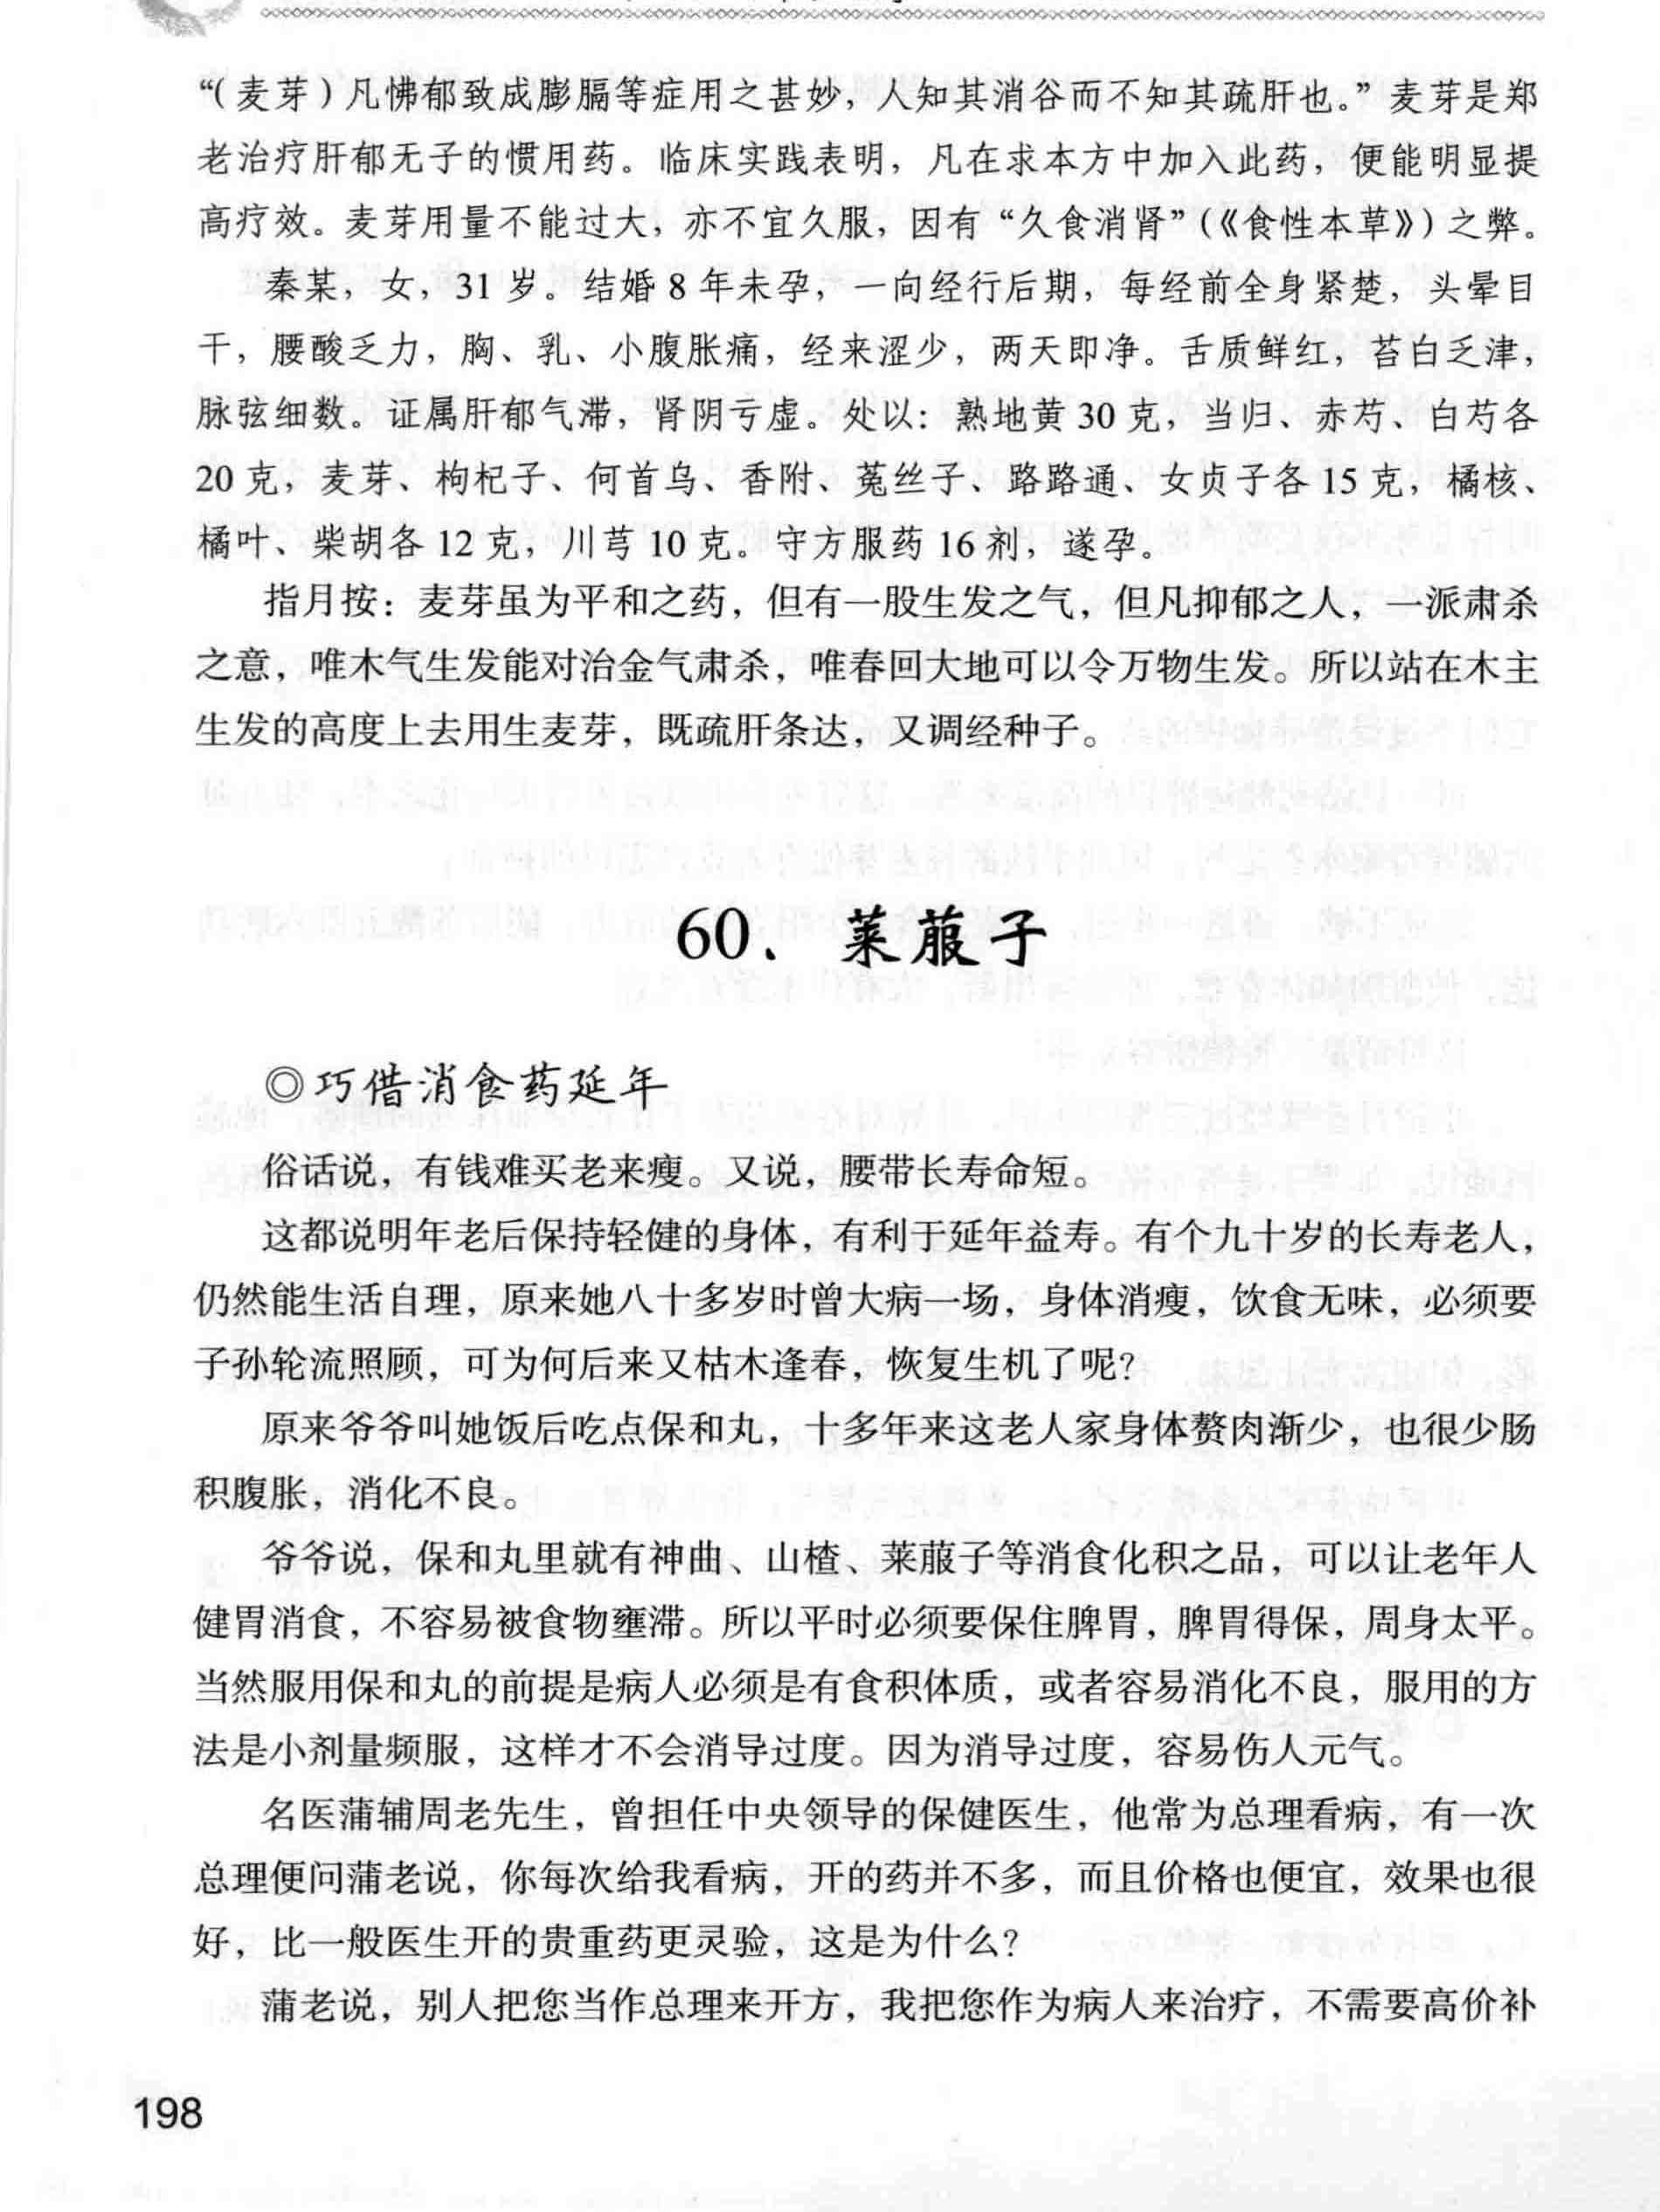 “（麦芽）凡怫郁致成膨膈等症用之甚妙，人知其消谷而不知其疏肝也。”麦芽是郑
老治疗肝郁无子的惯用药。临床实践表明，凡在求本方中加入此药，便能明显提
高疗效。麦芽用量不能过大，亦不宜久服，因有“久食消肾”（《食性本草》）之弊。
秦某，女，31 岁。结婚 8 年未孕，一向经行后期，每经前全身紧楚，头晕目
干，腰酸乏力，胸、乳、小腹胀痛，经来涩少，两天即净。舌质鲜红，苔白乏津，
脉弦细数。证属肝郁气滞，肾阴亏虚。处以：熟地黄 30 克，当归、赤芍、白芍各
20 克，麦芽、枸杞子、何首乌、香附、菟丝子、路路通、女贞子各 15 克，橘核、
橘叶、柴胡各 12 克，川芎 10 克。守方服药 16 剂，遂孕。
指月按：麦芽虽为平和之药，但有一股生发之气，但凡抑郁之人，一派肃杀
之意，唯木气生发能对治金气肃杀，唯春回大地可以令万物生发。所以站在木主
生发的高度上去用生麦芽，既疏肝条达，又调经种子。
60、莱菔子
◎巧借消食药延年
俗话说，有钱难买老来瘦。又说，腰带长寿命短。
这都说明年老后保持轻健的身体，有利于延年益寿。有个九十岁的长寿老人，
仍然能生活自理，原来她八十多岁时曾大病一场，身体消瘦，饮食无味，必须要
子孙轮流照顾，可为何后来又枯木逢春，恢复生机了呢？
原来爷爷叫她饭后吃点保和丸，十多年来这老人家身体赘肉渐少，也很少肠
积腹胀，消化不良。
爷爷说，保和丸里就有神曲、山楂、莱菔子等消食化积之品，可以让老年人
健胃消食，不容易被食物壅滞。所以平时必须要保住脾胃，脾胃得保，周身太平。
当然服用保和丸的前提是病人必须是有食积体质，或者容易消化不良，服用的方
法是小剂量频服，这样才不会消导过度。因为消导过度，容易伤人元气。
名医蒲辅周老先生，曾担任中央领导的保健医生，他常为总理看病，有一次
总理便问蒲老说，你每次给我看病，开的药并不多，而且价格也便宜，效果也很
好，比一般医生开的贵重药更灵验，这是为什么？
蒲老说，别人把您当作总理来开方，我把您作为病人来治疗，不需要高价补
198